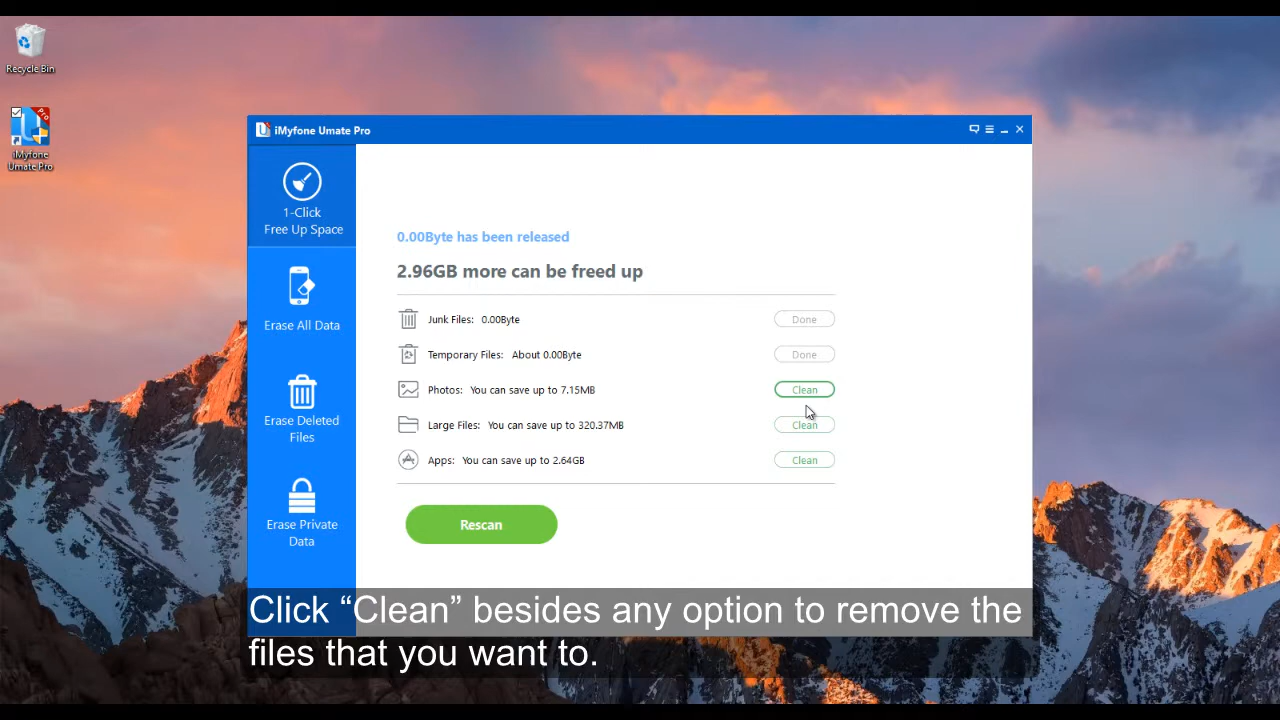 Recycle Bin
iMyfone
Umate Pro
iMyfone Umate Pro
1-Click
Free Up Space
Erase All Data
Erase Deleted
Files
Erase Private
Data
0.00Byte has been released
2.96GB more can be freed up
Junk Files: 0.00Byte Done
Temporary Files: About 0.00Byte Done
Photos: You can save up to 7.15MB Clean
Large Files: You can save up to 320.37MB Clean
Apps: You can save up to 2.64GB Clean
Rescan
Click “Clean” besides any option to remove the
files that you want to.